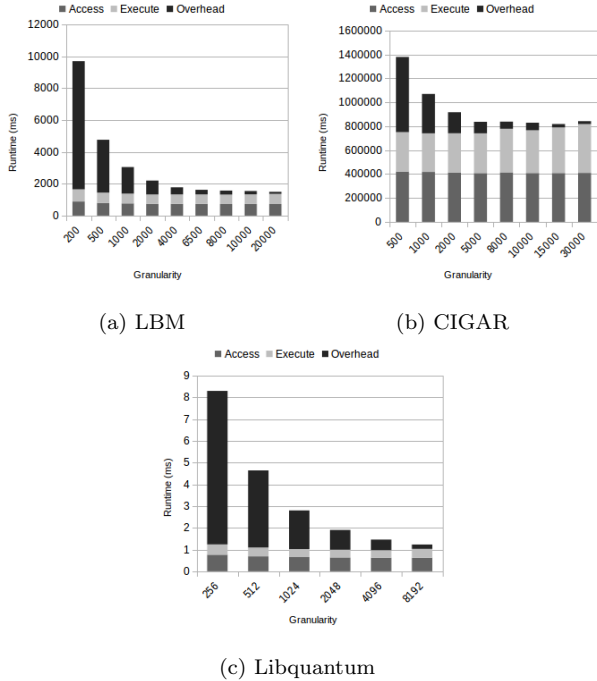 Access Execute Overhead
12000
10000
8000
6000
4000
2000
0
Runtime (ms)
200 500 1000 2000 4000 6500 8000 10000 20000
Granularity
(a) LBM
Access Execute Overhead
1600000
1400000
1200000
1000000
800000
600000
400000
200000
0
Runtime (ms)
500 1000 2000 5000 8000 10000 15000 30000
Granularity
(b) CIGAR
Access Execute Overhead
9
8
7
6
5
4
3
2
1
0
Runtime (ms)
256 512 1024 2048 4096 8192
Granularity
(c) Libquantum